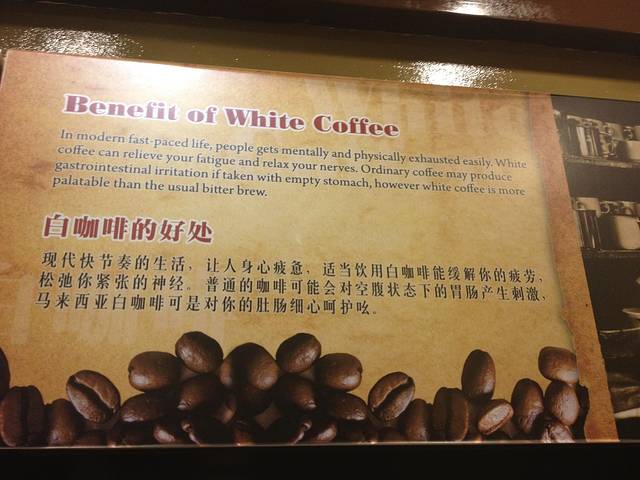 Benefit of White Coffee
In modern fast-paced life, people gets mentally and physically exhausted easily. White
coffee can relieve your fatigue and relax your nerves. Ordinary coffee may produce
gastrointestinal irritation if taken with empty stomach, however white coffee is more
palatable than the usual bitter brew.
白咖啡的好处
现代快节奏的生活，让人身心疲惫，适当饮用白咖啡能缓解你的疲劳，
松弛你紧张的神经。普通的咖啡可能会对空腹状态下的胃肠产生刺激，
马来西亚白咖啡可是对你的肚肠细心呵护吆。